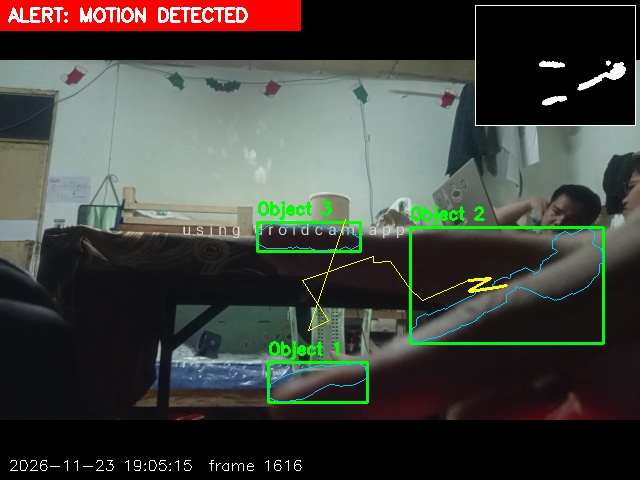 ALERT: MOTION DETECTED
Object 3
Object 2
using droidcam app
Object 1
2026-11-23 19:05:15 frame 1616